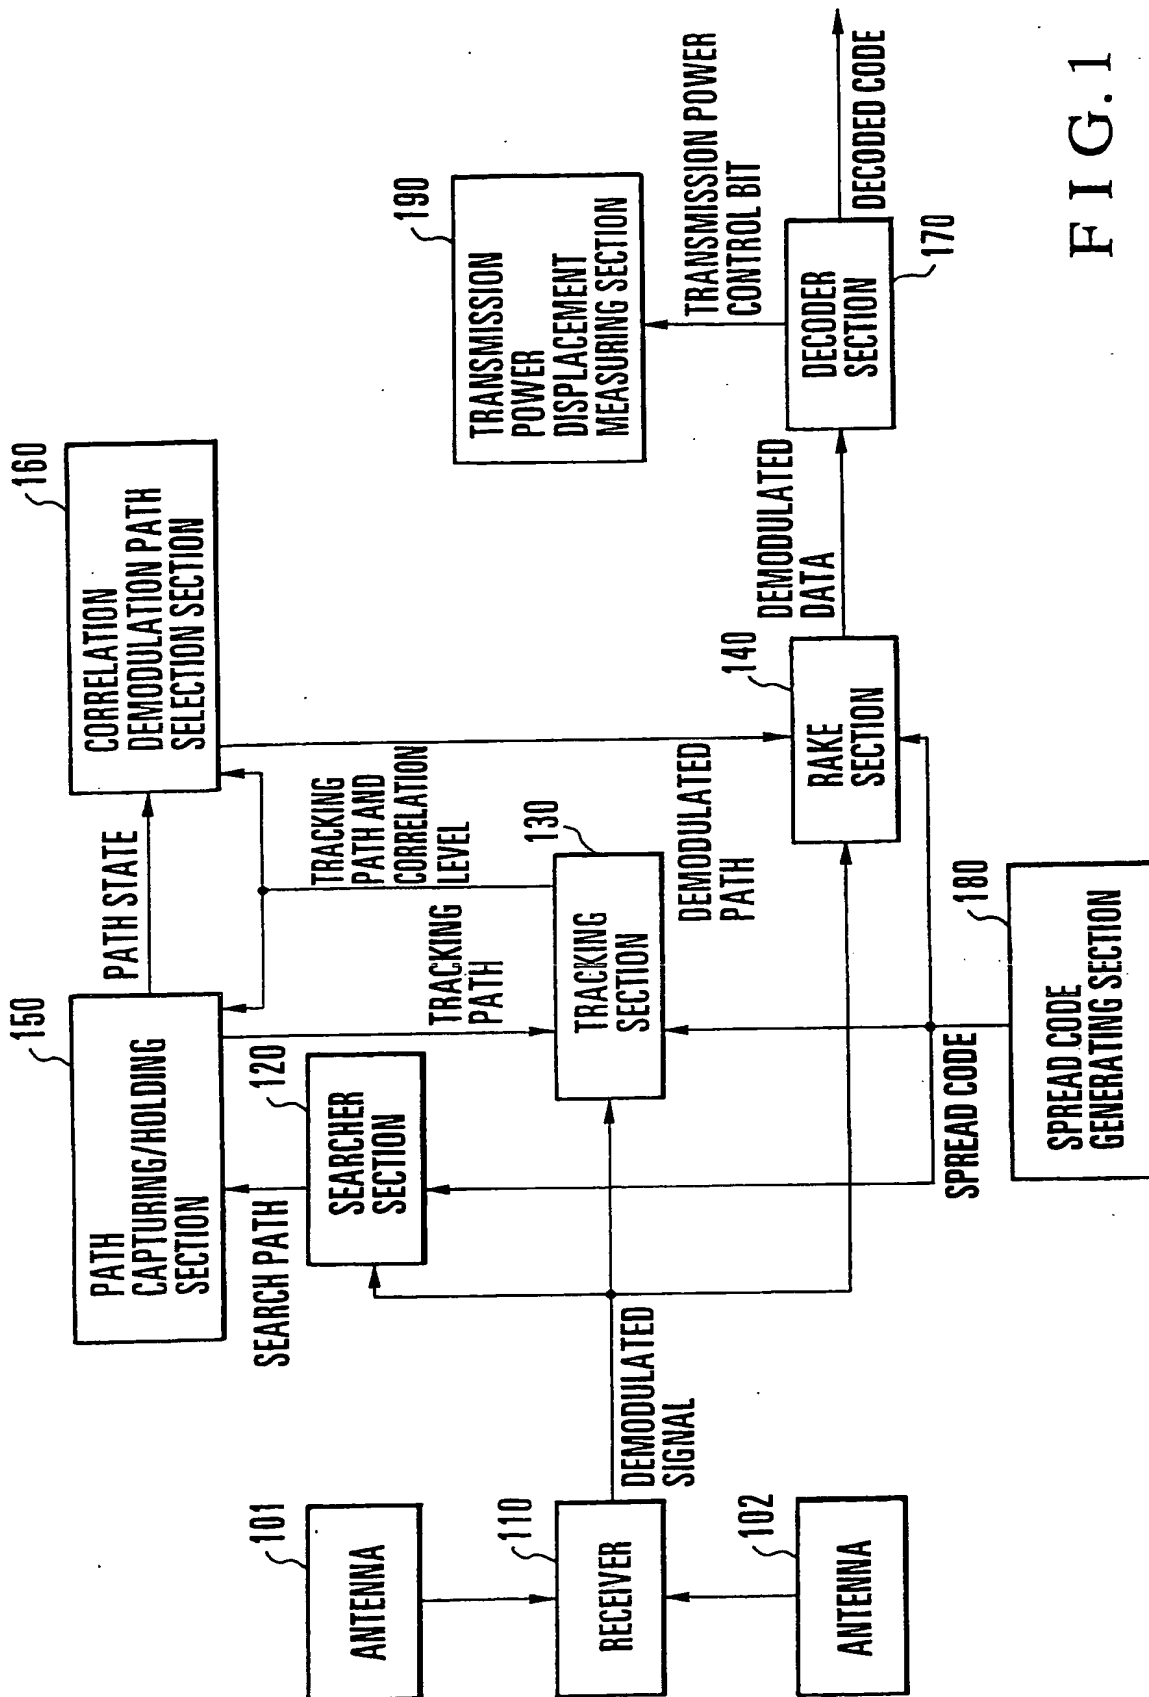 101
ANTENNA
110
RECEIVER
102
ANTENNA
DEMODULATED
SIGNAL
150
PATH
CAPTURING/HOLDING
SECTION
SEARCH PATH
120
SEARCHER
SECTION
PATH STATE
TRACKING
PATH
160
CORRELATION
DEMODULATION PATH
SELECTION SECTION
TRACKING
PATH AND
CORRELATION
LEVEL
130
TRACKING
SECTION
DEMODULATED
PATH
SPREAD CODE
180
SPREAD CODE
GENERATING SECTION
140
RAKE
SECTION
DEMODULATED
DATA
190
TRANSMISSION
POWER
DISPLACEMENT
MEASURING SECTION
TRANSMISSION POWER
CONTROL BIT
DECODER
SECTION
170
DECODED CODE
FIG. 1